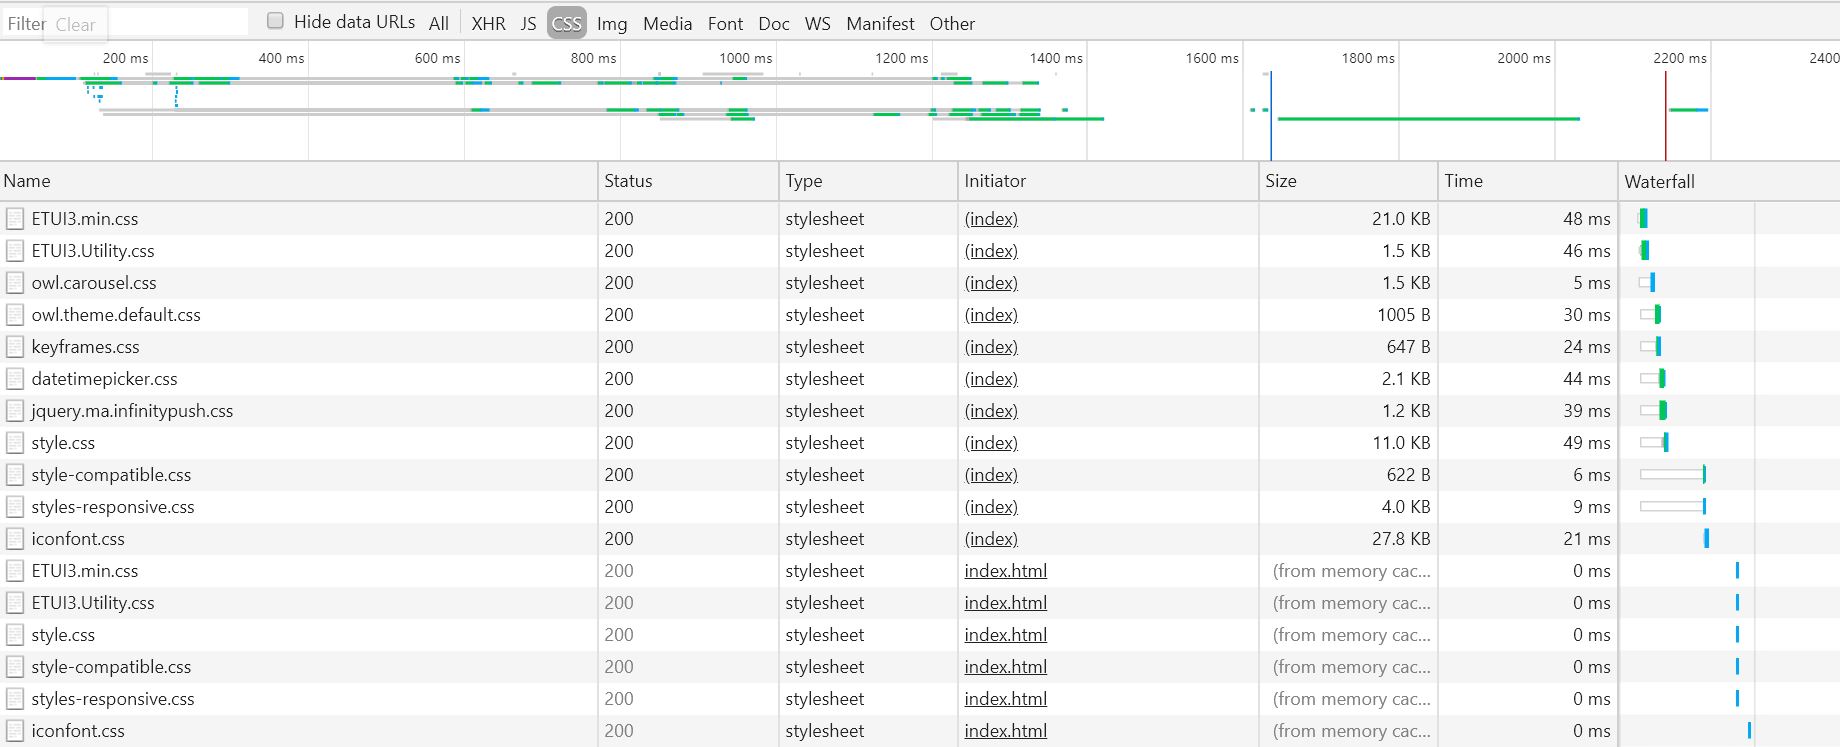 Filter Clear Hide data URLs All XHR JS CSS Img Media Font Doc WS Manifest Other
200 ms 400 ms 600 ms 800 ms 1000 ms 1200 ms 1400 ms 1600 ms 1800 ms 2000 ms 2200 ms 2400
Name Status Type Initiator Size Time Waterfall
ETUI3.min.css 200 stylesheet (index) 21.0 KB 48 ms
ETUI3.Utility.css 200 stylesheet (index) 1.5 KB 46 ms
owl.carousel.css 200 stylesheet (index) 1.5 KB 5 ms
owl.theme.default.css 200 stylesheet (index) 1005 B 30 ms
keyframes.css 200 stylesheet (index) 647 B 24 ms
datetimepicker.css 200 stylesheet (index) 2.1 KB 44 ms
jquery.ma.infinitypush.css 200 stylesheet (index) 1.2 KB 39 ms
style.css 200 stylesheet (index) 11.0 KB 49 ms
style-compatible.css 200 stylesheet (index) 622 B 6 ms
styles-responsive.css 200 stylesheet (index) 4.0 KB 9 ms
iconfont.css 200 stylesheet (index) 27.8 KB 21 ms
ETUI3.min.css 200 stylesheet index.html (from memory cac... 0 ms
ETUI3.Utility.css 200 stylesheet index.html (from memory cac... 0 ms
style.css 200 stylesheet index.html (from memory cac... 0 ms
style-compatible.css 200 stylesheet index.html (from memory cac... 0 ms
styles-responsive.css 200 stylesheet index.html (from memory cac... 0 ms
iconfont.css 200 stylesheet index.html (from memory cac... 0 ms